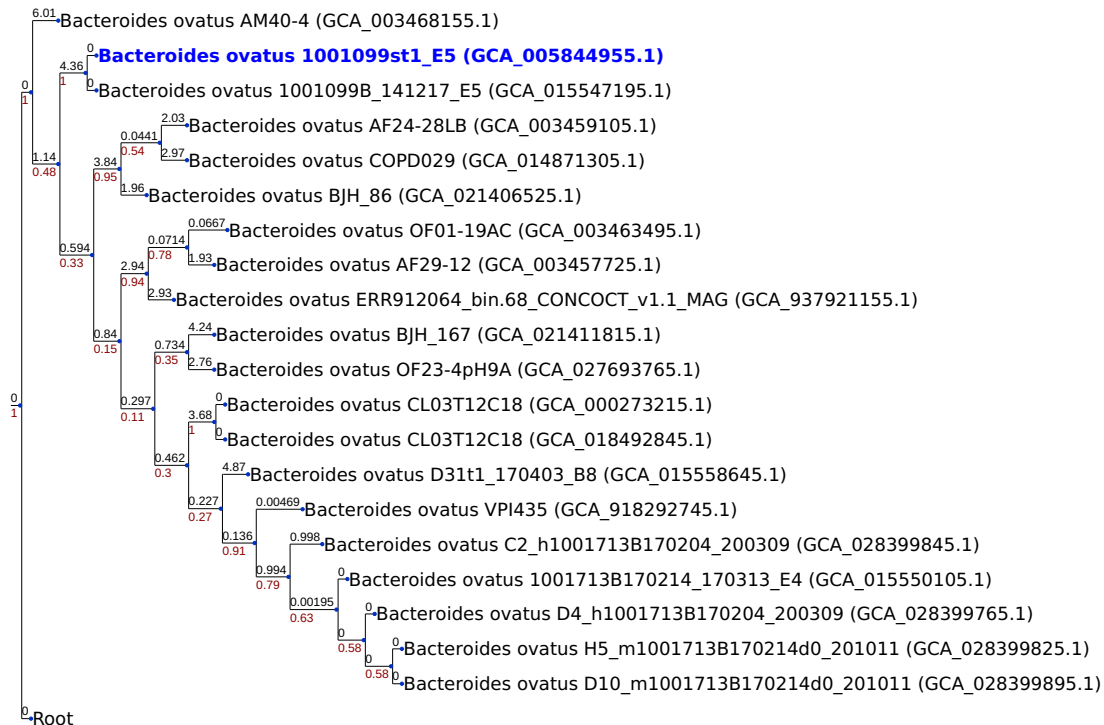 6.01 Bacteroides ovatus AM40-4 (GCA_003468155.1)
0 Bacteroides ovatus 1001099st1_E5 (GCA_005844955.1)
4.36
1
0 Bacteroides ovatus 1001099B_141217_E5 (GCA_015547195.1)
0
1
2.03 Bacteroides ovatus AF24-28LB (GCA_003459105.1)
0.0441
0.54
2.97 Bacteroides ovatus COPD029 (GCA_014871305.1)
1.14
0.48
3.84
0.95
1.96 Bacteroides ovatus BJH_86 (GCA_021406525.1)
0.0667 Bacteroides ovatus OF01-19AC (GCA_003463495.1)
0.0714
0.78
0.594
0.33
1.93 Bacteroides ovatus AF29-12 (GCA_003457725.1)
2.94
0.94
2.93 Bacteroides ovatus ERR912064_bin.68_CONCOCT_v1.1_MAG (GCA_937921155.1)
4.24 Bacteroides ovatus BJH_167 (GCA_021411815.1)
0.84
0.15
0.734
0.35
2.76 Bacteroides ovatus OF23-4pH9A (GCA_027693765.1)
0
1
0.297
0.11
0 Bacteroides ovatus CL03T12C18 (GCA_000273215.1)
3.68
1
0 Bacteroides ovatus CL03T12C18 (GCA_018492845.1)
0.462
0.3
4.87 Bacteroides ovatus D31t1_170403_B8 (GCA_015558645.1)
0.227
0.27
0.00469 Bacteroides ovatus VPI435 (GCA_918292745.1)
0.136
0.91
0.998 Bacteroides ovatus C2_h1001713B170204_200309 (GCA_028399845.1)
0.994
0.79
0 Bacteroides ovatus 1001713B170214_170313_E4 (GCA_015550105.1)
0.00195
0.63
0 Bacteroides ovatus D4_h1001713B170204_200309 (GCA_028399765.1)
0
0.58
0 Bacteroides ovatus H5_m1001713B170214d0_201011 (GCA_028399825.1)
0
0.58
0 Bacteroides ovatus D10_m1001713B170214d0_201011 (GCA_028399895.1)
0 Root